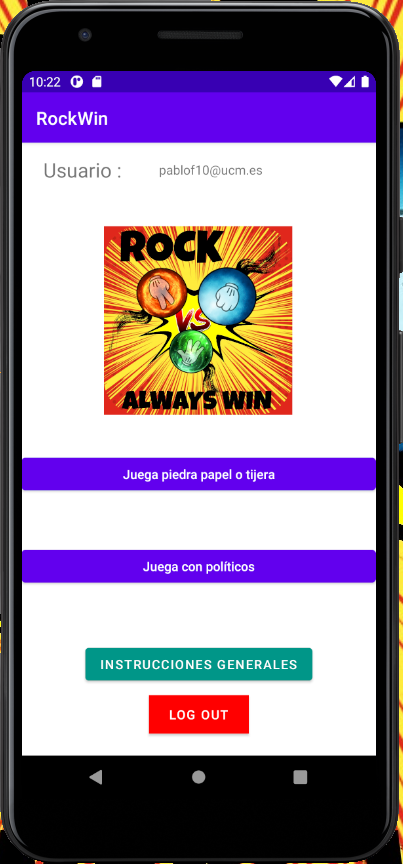 10:22
RockWin
Usuario :
pablof10@ucm.es
ROCK
VS
ALWAYS WIN
Juega piedra papel o tijera
Juega con políticos
INSTRUCCIONES GENERALES
LOG OUT